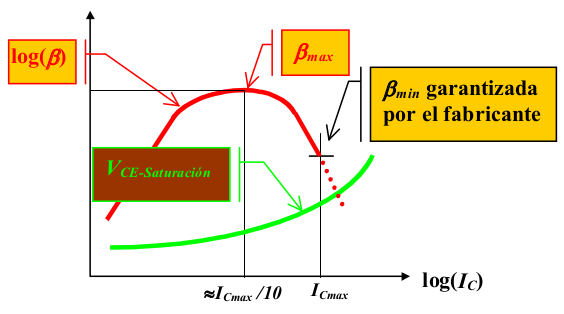 log(β)
βmax
βmin garantizada
por el fabricante
VCE-Saturación
≈ICmax /10
ICmax
log(IC)